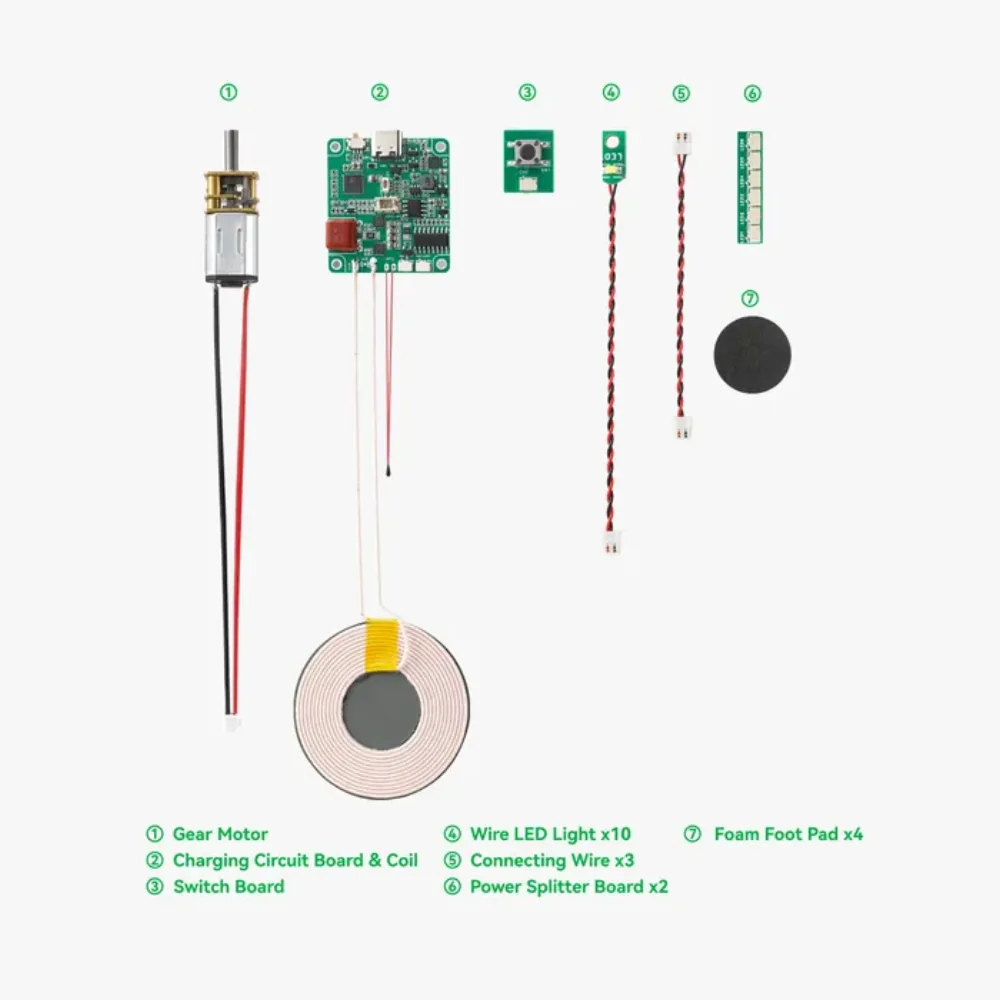 ① ② ③ ④ ⑤ ⑥
⑦
LED
① Gear Motor
② Charging Circuit Board & Coil
③ Switch Board
④ Wire LED Light x10
⑤ Connecting Wire x3
⑥ Power Splitter Board x2
⑦ Foam Foot Pad x4